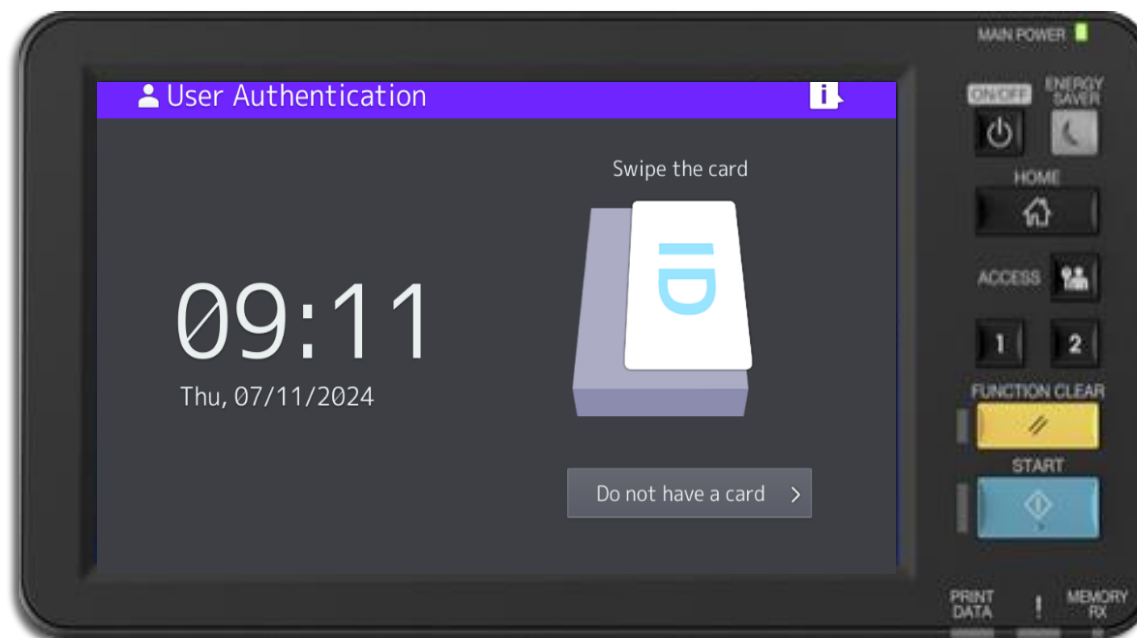 MAIN POWER
User Authentication
i
ON/OFF
ENERGY
SAVER
Swipe the card
HOME
ID
ACCESS
09:11
1
2
Thu, 07/11/2024
FUNCTION CLEAR
START
Do not have a card >
PRINT
DATA
!
MEMORY
RX